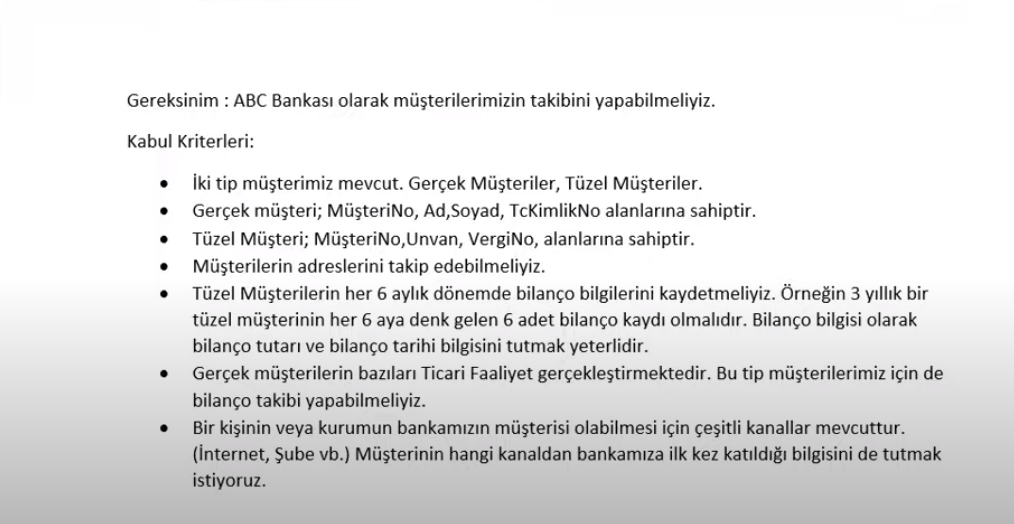 Gereksinim : ABC Bankası olarak müşterilerimizin takibini yapabilmeliyiz.
Kabul Kriterleri:
• İki tip müşterimiz mevcut. Gerçek Müşteriler, Tüzel Müşteriler.
• Gerçek müşteri; MüşteriNo, Ad,Soyad, TcKimlikNo alanlarına sahiptir.
• Tüzel Müşteri; MüşteriNo,Unvan, VergiNo, alanlarına sahiptir.
• Müşterilerin adreslerini takip edebilmeliyiz.
• Tüzel Müşterilerin her 6 aylık dönemde bilanço bilgilerini kaydetmeliyiz. Örneğin 3 yıllık bir
tüzel müşterinin her 6 aya denk gelen 6 adet bilanço kaydı olmalıdır. Bilanço bilgisi olarak
bilanço tutarı ve bilanço tarihi bilgisini tutmak yeterlidir.
• Gerçek müşterilerin bazıları Ticari Faaliyet gerçekleştirmektedir. Bu tip müşterilerimiz için de
bilanço takibi yapabilmeliyiz.
• Bir kişinin veya kurumun bankamızın müşterisi olabilmesi için çeşitli kanallar mevcuttur.
(İnternet, Şube vb.) Müşterinin hangi kanaldan bankamıza ilk kez katıldığı bilgisini de tutmak
istiyoruz.